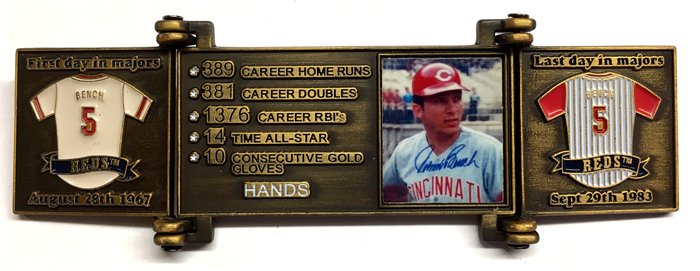 First day in majors
BENCH
5
REDS™
August 28th 1967
389 CAREER HOME RUNS
381 CAREER DOUBLES
1376 CAREER RBI's
14 TIME ALL-STAR
10 CONSECUTIVE GOLD
GLOVES
HANDS
C
Johnny Bench
CINCINNATI
Last day in majors
BENCH
5
REDS™
Sept 29th 1983